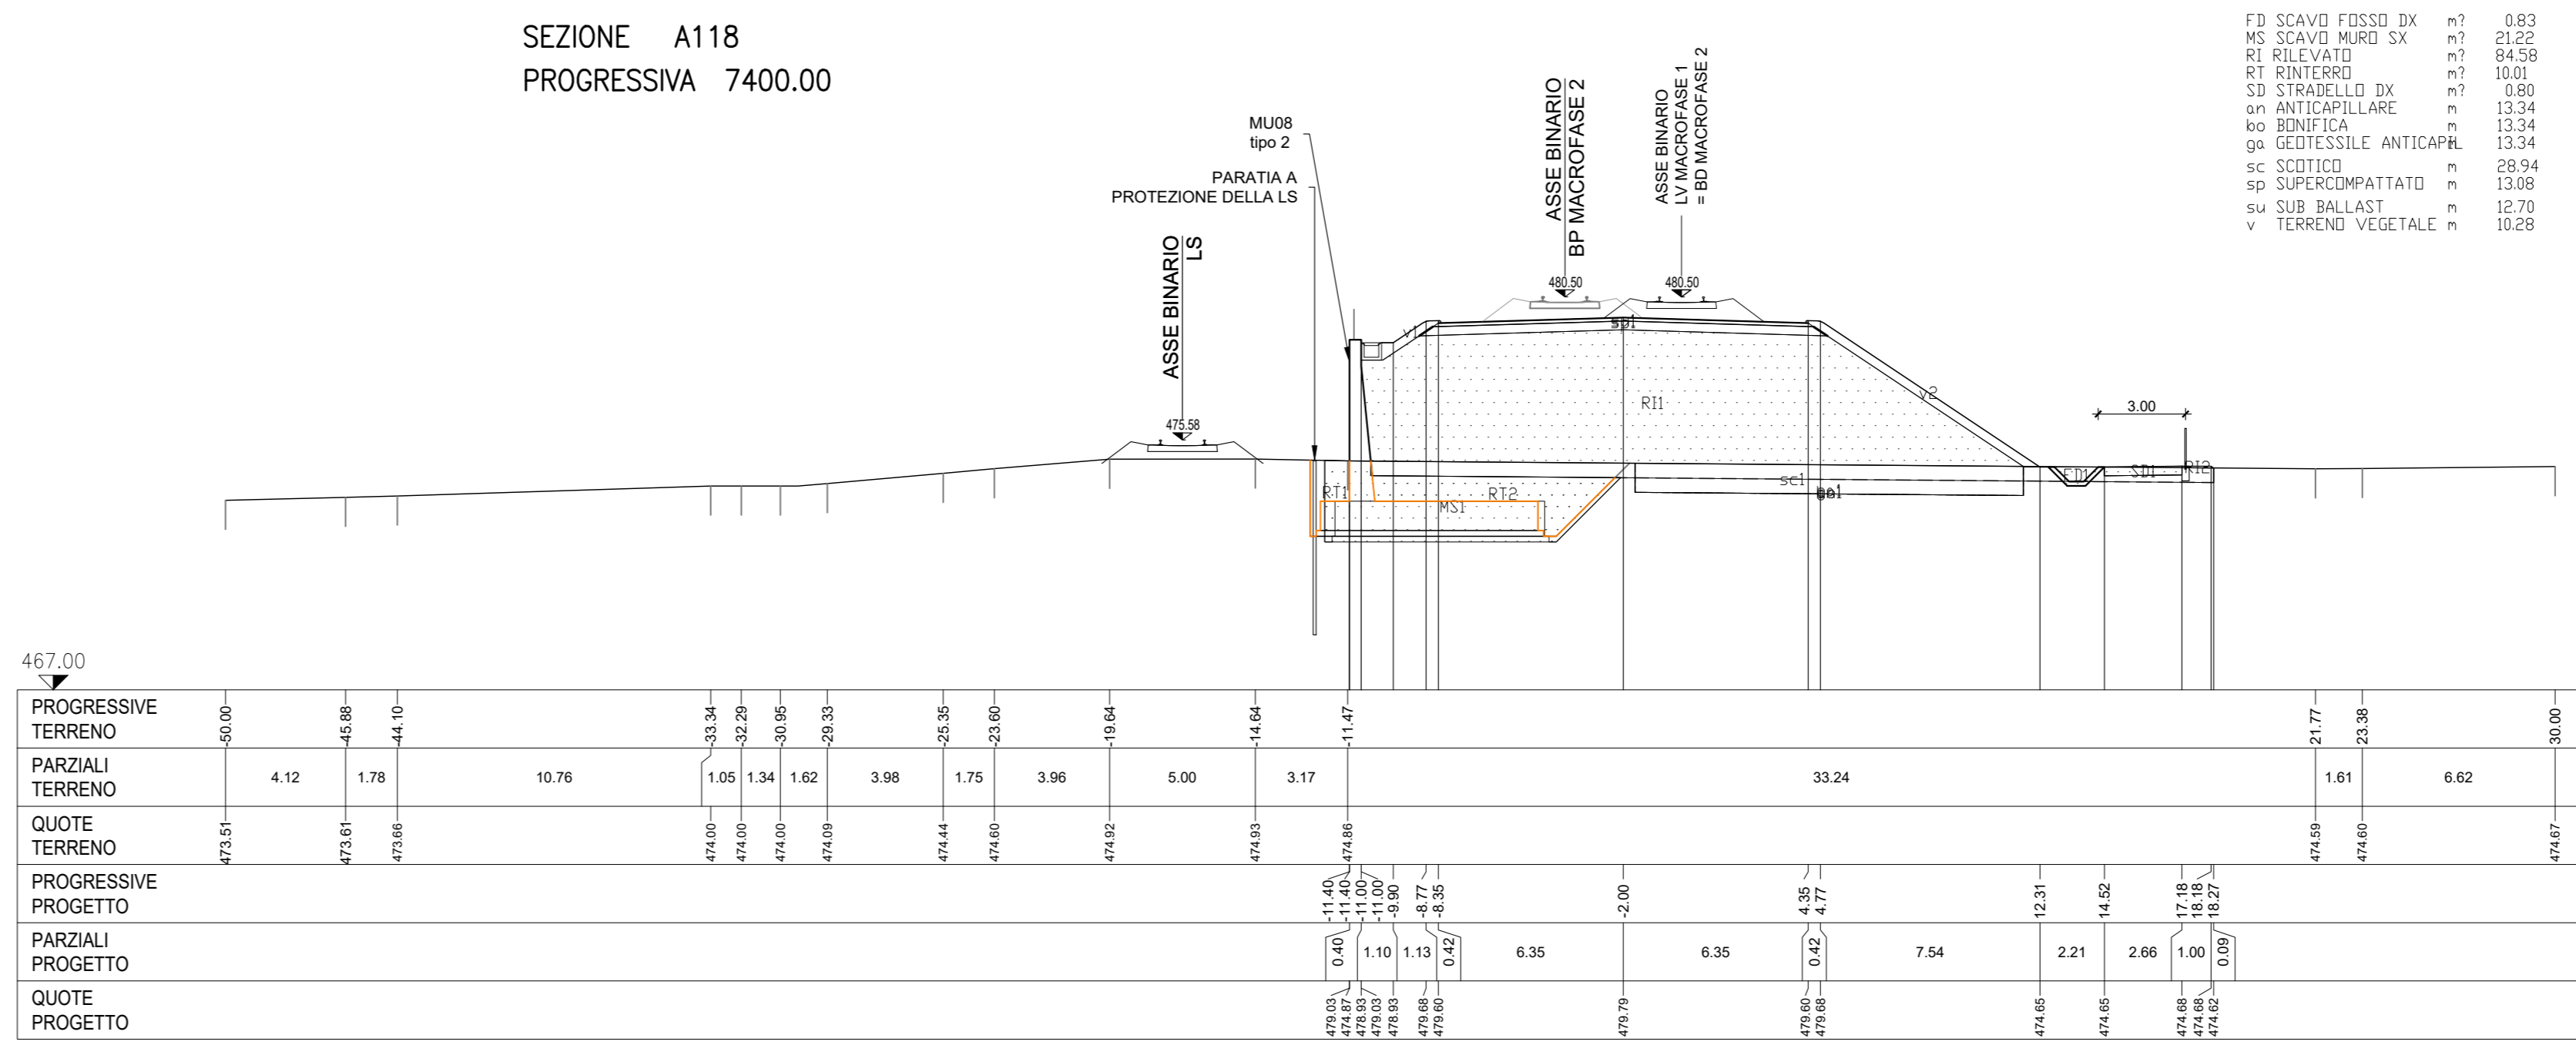 SEZIONE A118
PROGRESSIVA 7400.00
FD SCAVO FOSSO DX m? 0.83
MS SCAVO MURO SX m? 21.22
RI RILEVATO m? 84.58
RT RINTERRO m? 10.01
SD STRADELLO DX m? 0.80
an ANTICAPILLARE m 13.34
bo BONIFICA m 13.34
ga GEOTESSILE ANTICAPIL 13.34
sc SCOTICO m 28.94
sp SUPERCOMPATTATO m 13.08
su SUB BALLAST m 12.70
v TERRENO VEGETALE m 10.28
MU08
tipo 2
PARATIA A
PROTEZIONE DELLA LS
ASSE BINARIO
LS
475.58
ASSE BINARIO
BP MACROFASE 2
480.50
ASSE BINARIO
LV MACROFASE 1
= BD MACROFASE 2
480.50
v1
RI1
v2
3.00
RT1
RT2
MS1
sc1
FD1
SD1
RI2
467.00
PROGRESSIVE
TERRENO
-50.00 -45.88 -44.10 -33.34 -32.29 -30.95 -29.33 -25.35 -23.60 -19.64 -14.64 -11.47 21.77 23.38 30.00
PARZIALI
TERRENO
4.12 1.78 10.76 1.05 1.34 1.62 3.98 1.75 3.96 5.00 3.17 33.24 1.61 6.62
QUOTE
TERRENO
473.51 473.61 473.66 474.00 474.00 474.00 474.09 474.44 474.60 474.92 474.93 474.86 474.59 474.60 474.67
PROGRESSIVE
PROGETTO
-11.40 -11.40 -11.00 -11.00 -9.90 -8.77 -8.35 -2.00 4.35 4.77 12.31 14.52 17.18 18.18 18.27
PARZIALI
PROGETTO
0.40 1.10 1.13 0.42 6.35 6.35 0.42 7.54 2.21 2.66 1.00 0.09
QUOTE
PROGETTO
479.03 474.87 478.93 479.03 478.93 479.68 479.60 479.79 479.60 479.68 474.65 474.65 474.68 474.68 474.62